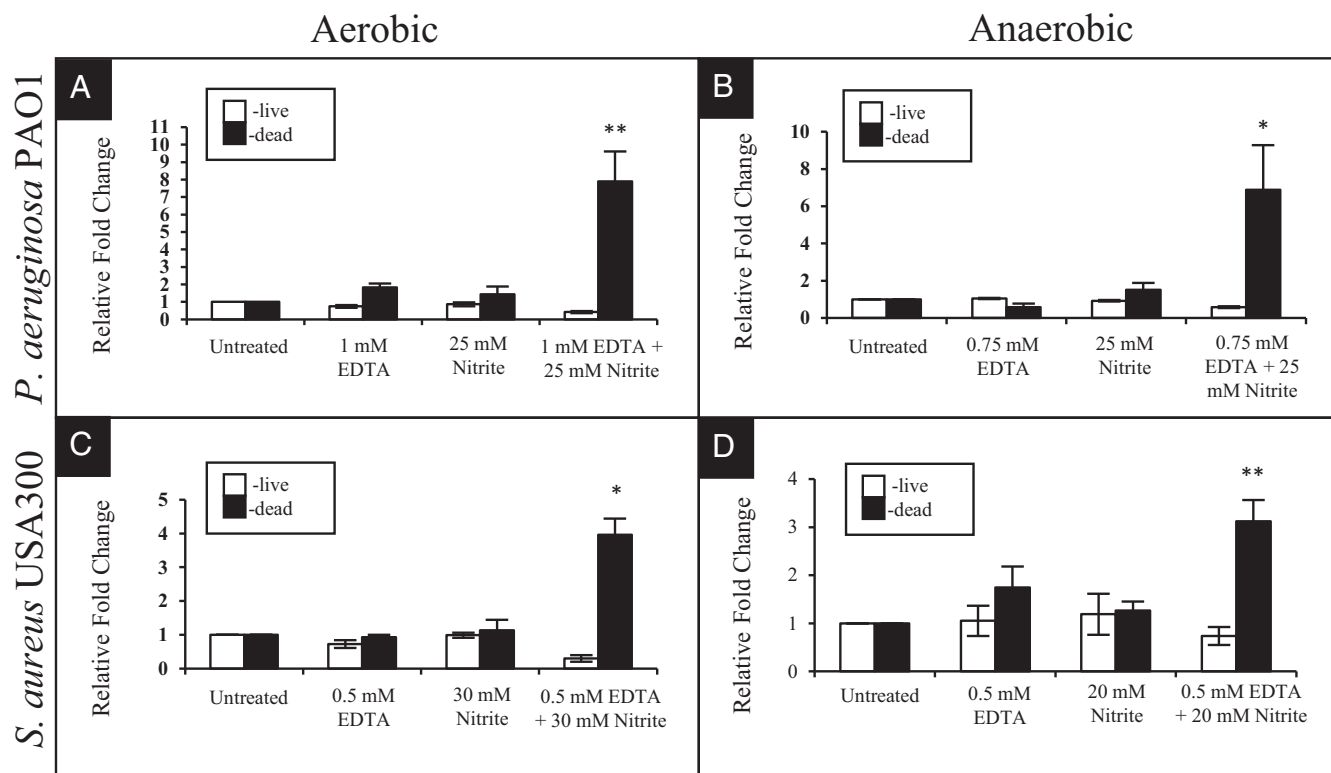 Aerobic
Anaerobic
P. aeruginosa PAO1
S. aureus USA300
A
-live
-dead
Relative Fold Change
11
10
9
8
7
6
5
4
3
2
1
0
**
Untreated
1 mM
EDTA
25 mM
Nitrite
1 mM EDTA +
25 mM Nitrite
B
-live
-dead
Relative Fold Change
10
8
6
4
2
0
*
Untreated
0.75 mM
EDTA
25 mM
Nitrite
0.75 mM
EDTA + 25
mM Nitrite
C
-live
-dead
Relative Fold Change
5
4
3
2
1
0
*
Untreated
0.5 mM
EDTA
30 mM
Nitrite
0.5 mM EDTA
+ 30 mM Nitrite
D
-live
-dead
Relative Fold Change
4
3
2
1
0
**
Untreated
0.5 mM
EDTA
20 mM
Nitrite
0.5 mM EDTA
+ 20 mM Nitrite